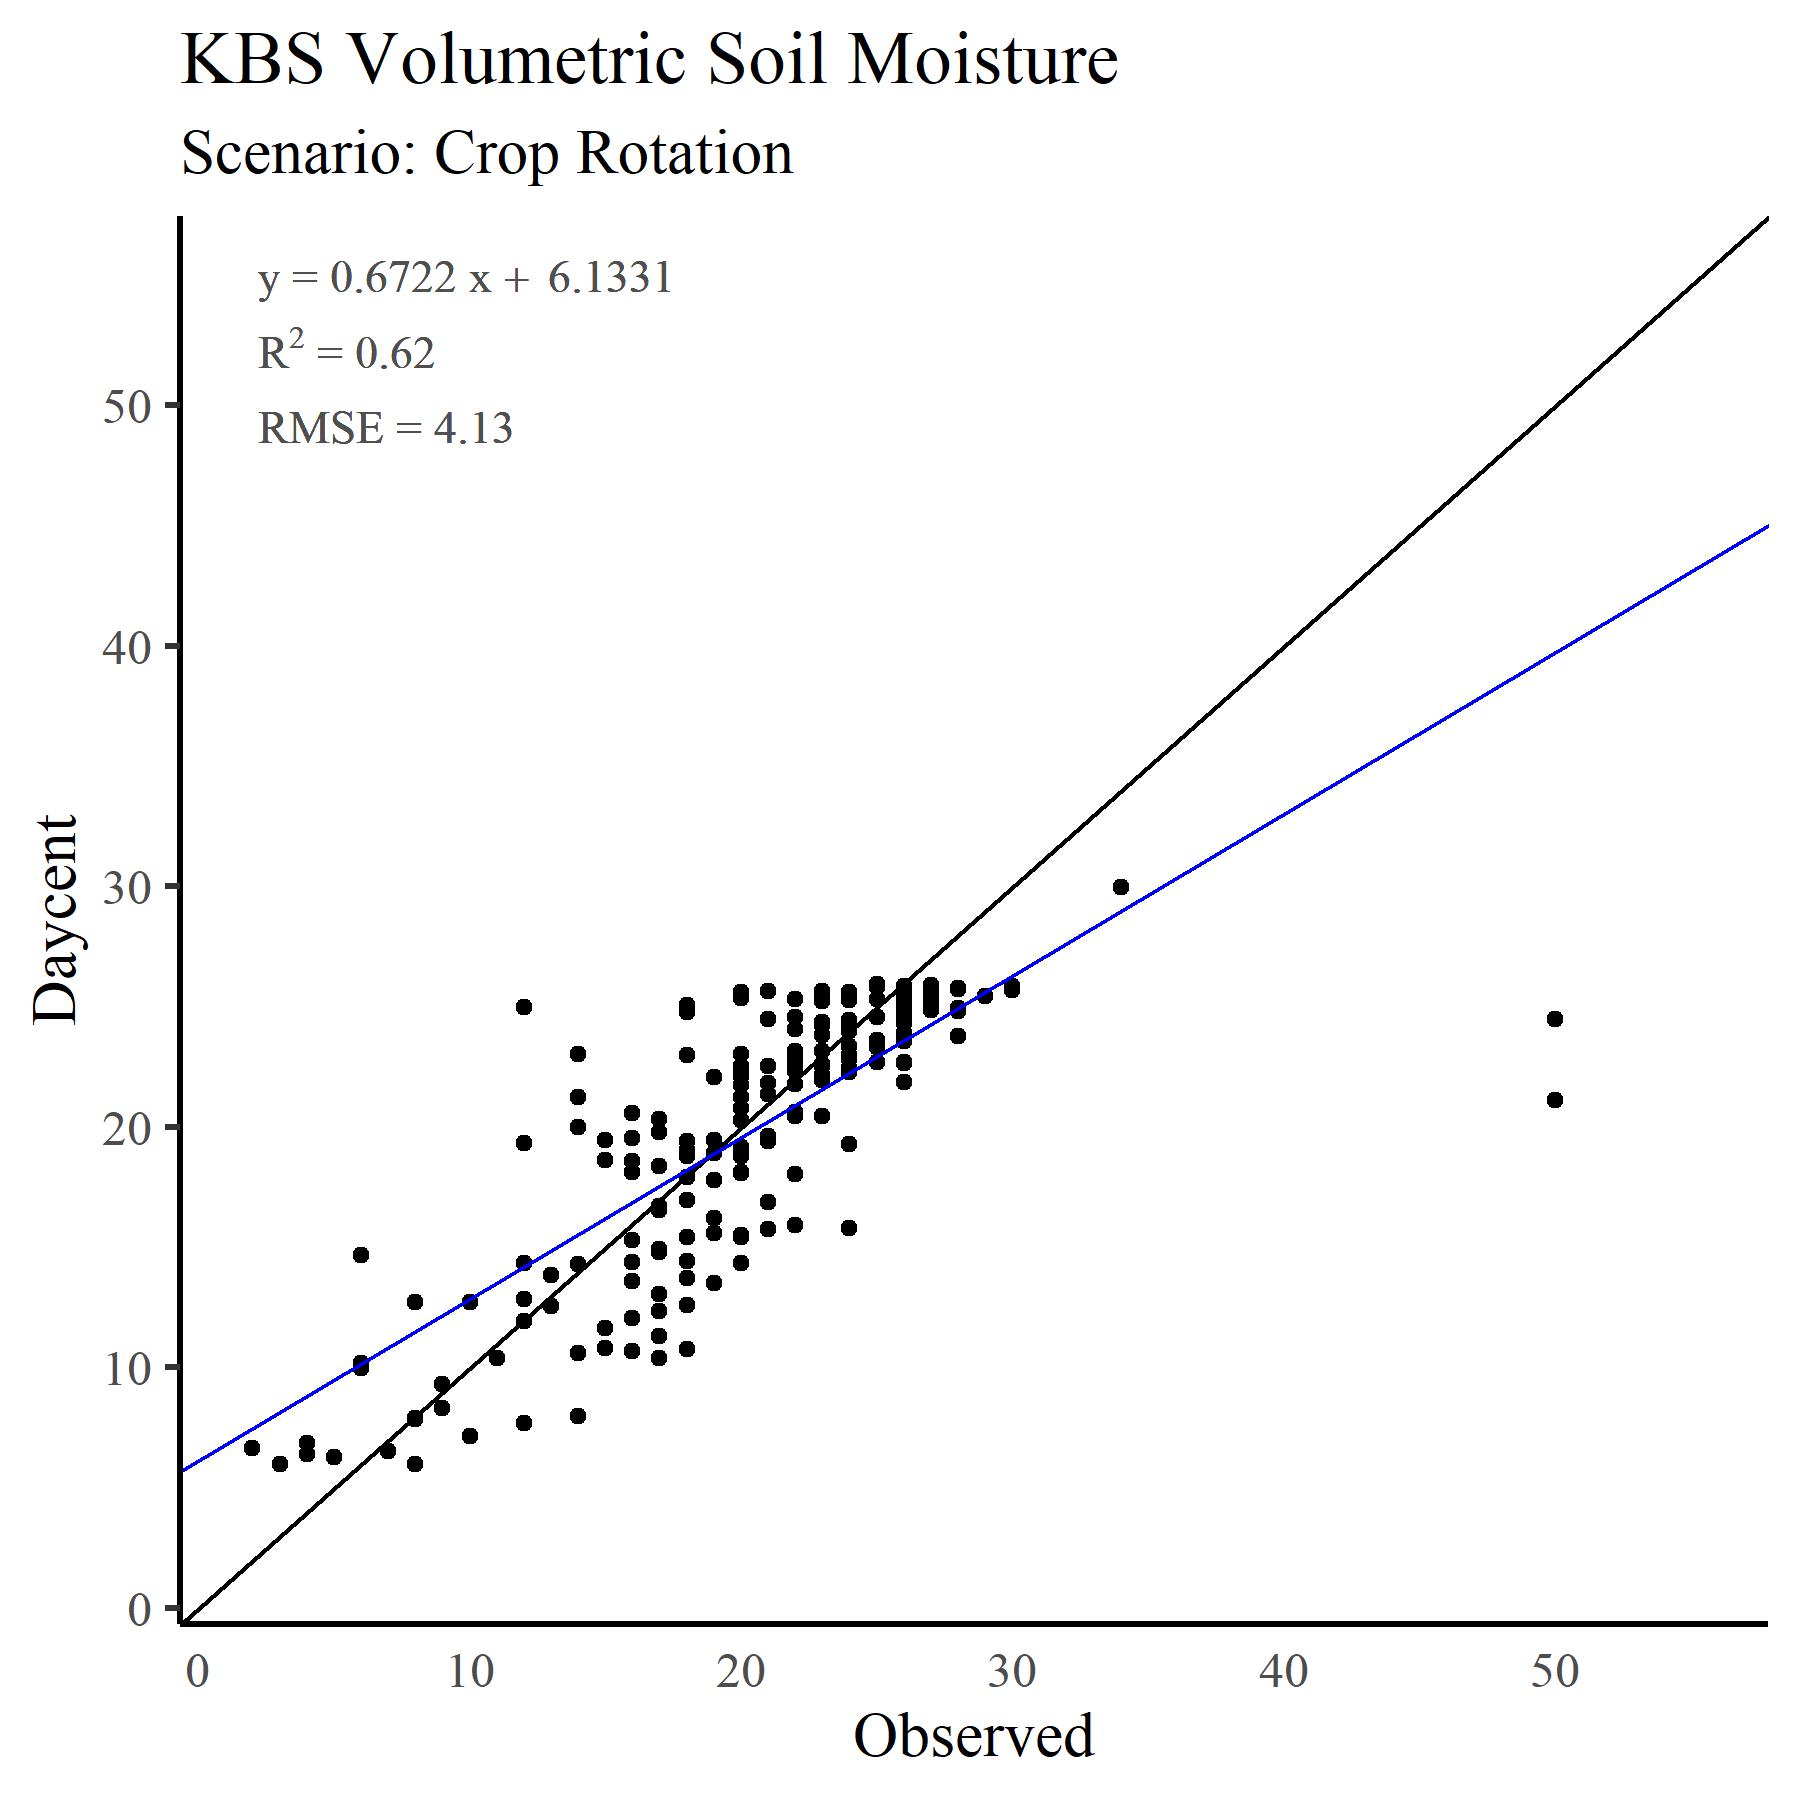 KBS Volumetric Soil Moisture
Scenario: Crop Rotation
y = 0.6722 x + 6.1331
R² = 0.62
RMSE = 4.13
50
40
30
20
10
0
Daycent
0 10 20 30 40 50
Observed